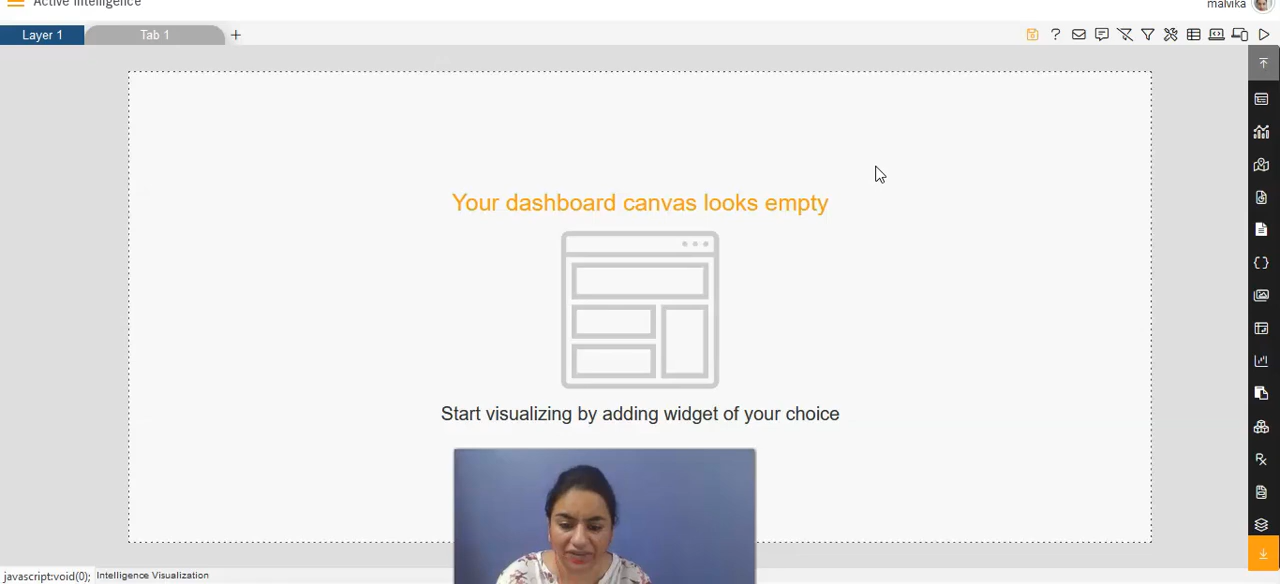 Active Intelligence
malvika
Layer 1
Tab 1
+
?
Your dashboard canvas looks empty
Start visualizing by adding widget of your choice
javascript:void(0);
Intelligence Visualization